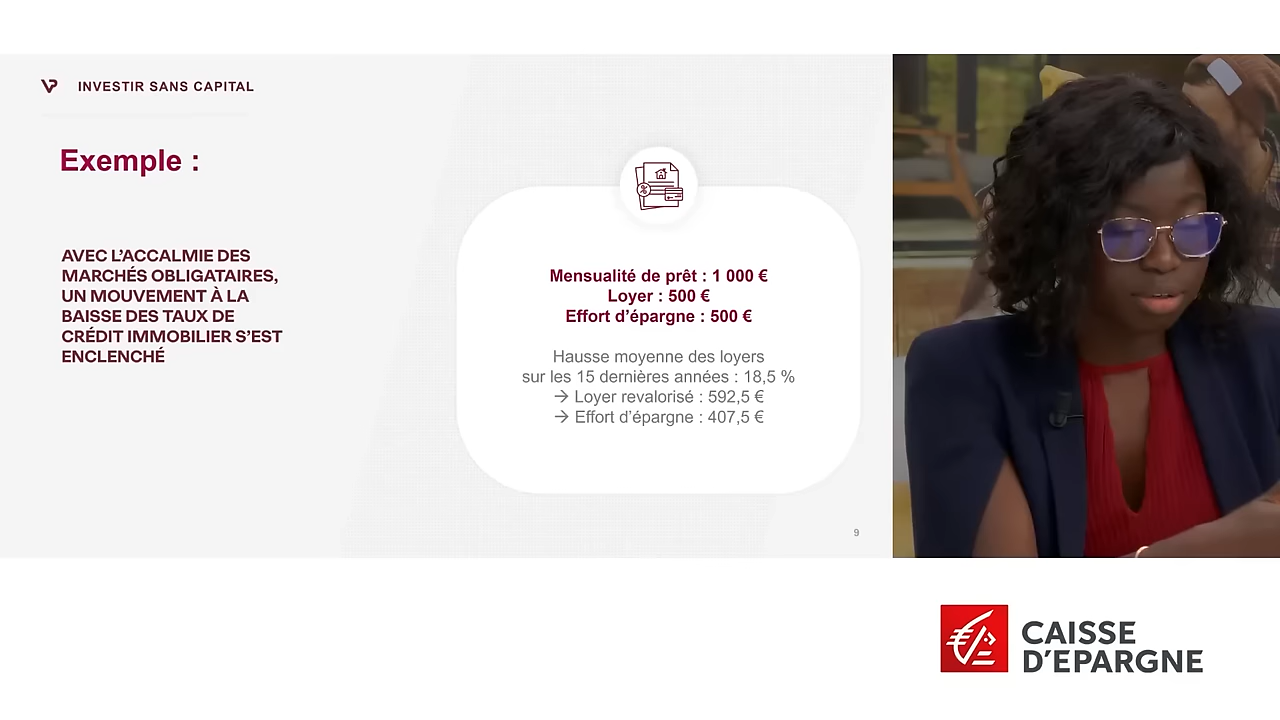 INVESTIR SANS CAPITAL
Exemple :
AVEC L’ACCALMIE DES
MARCHÉS OBLIGATAIRES,
UN MOUVEMENT À LA
BAISSE DES TAUX DE
CRÉDIT IMMOBILIER S’EST
ENCLENCHÉ
Mensualité de prêt : 1 000 €
Loyer : 500 €
Effort d’épargne : 500 €
Hausse moyenne des loyers
sur les 15 dernières années : 18,5 %
→ Loyer revalorisé : 592,5 €
→ Effort d’épargne : 407,5 €
9
CAISSE
D’EPARGNE